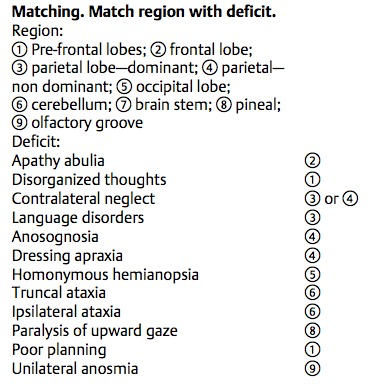 Matching. Match region with deficit.
Region:
① Pre-frontal lobes; ② frontal lobe;
③ parietal lobe—dominant; ④ parietal—
non dominant; ⑤ occipital lobe;
⑥ cerebellum; ⑦ brain stem; ⑧ pineal;
⑨ olfactory groove
Deficit:
Apathy abulia ②
Disorganized thoughts ①
Contralateral neglect ③ or ④
Language disorders ③
Anosognosia ④
Dressing apraxia ④
Homonymous hemianopsia ⑤
Truncal ataxia ⑥
Ipsilateral ataxia ⑥
Paralysis of upward gaze ⑧
Poor planning ①
Unilateral anosmia ⑨